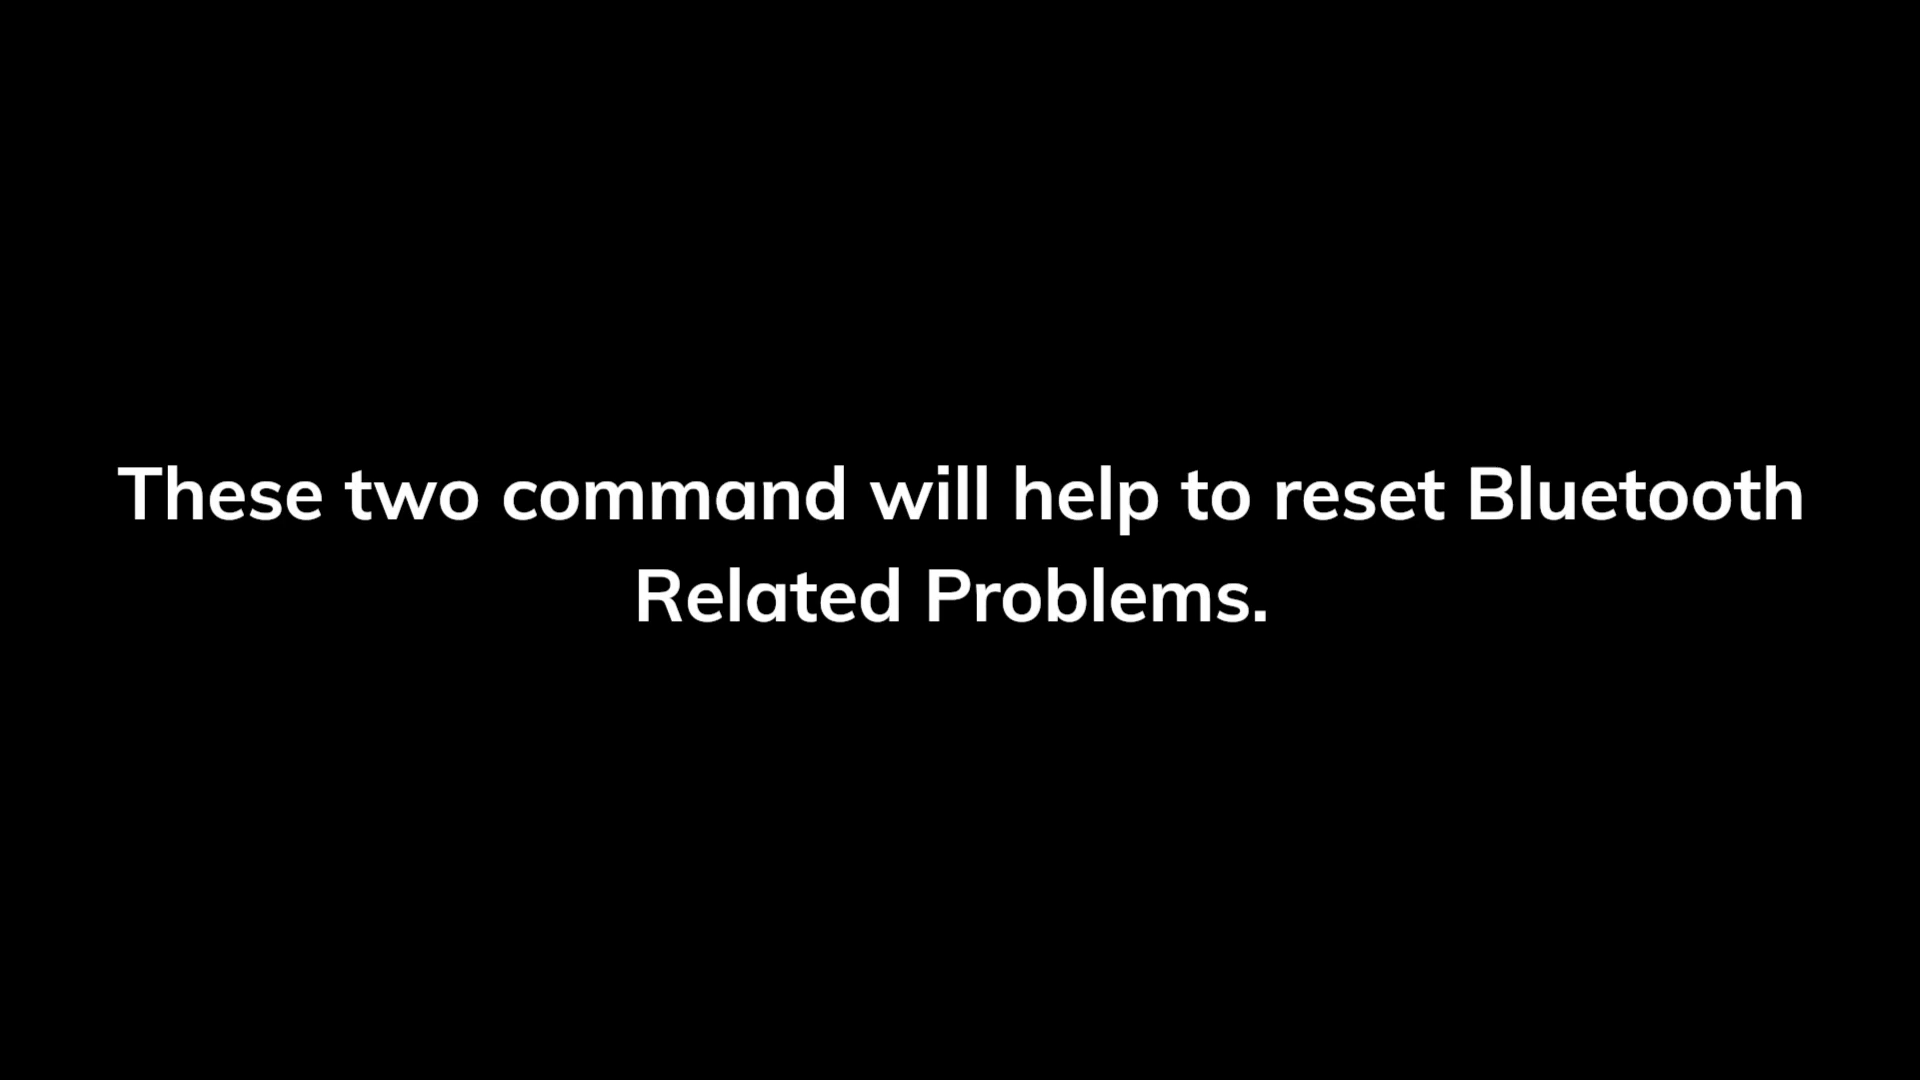 These two command will help to reset Bluetooth
Related Problems.